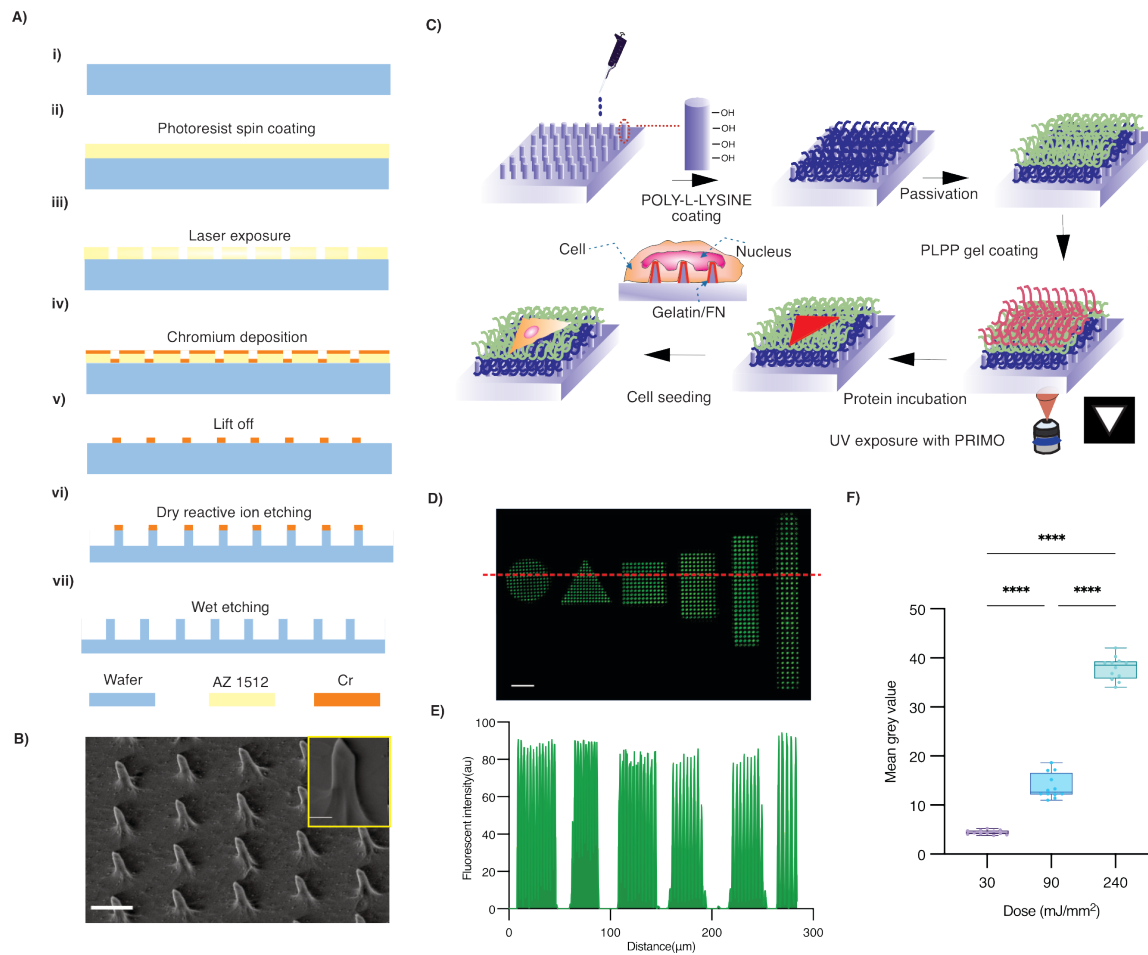 A)
i)
ii)
Photoresist spin coating
iii)
Laser exposure
iv)
Chromium deposition
v)
Lift off
vi)
Dry reactive ion etching
vii)
Wet etching
Wafer
AZ 1512
Cr
B)
C)
OH
OH
OH
OH
POLY-L-LYSINE
coating
Passivation
PLPP gel coating
UV exposure with PRIMO
Protein incubation
Cell seeding
Cell
Nucleus
Gelatin/FN
D)
E)
Fluorescent intensity(au)
100
80
60
40
20
0
0
100
200
300
Distance(μm)
F)
****
****
****
Mean grey value
50
40
30
20
10
0
30
90
240
Dose (mJ/mm²)